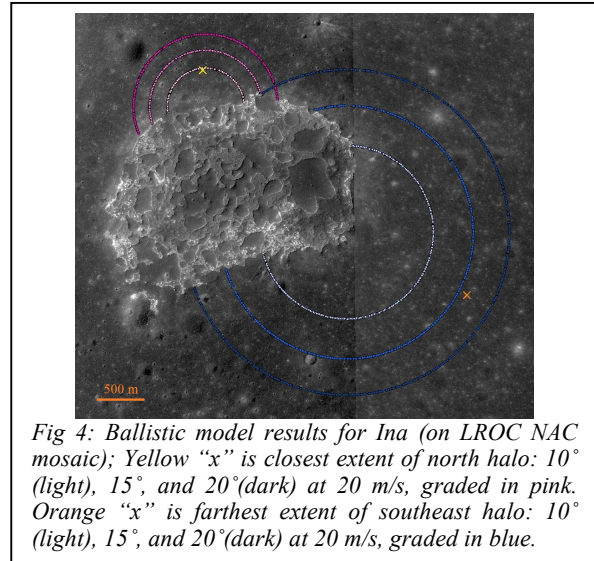 500 m
Fig 4: Ballistic model results for Ina (on LROC NAC
mosaic); Yellow “x” is closest extent of north halo: 10˚
(light), 15˚, and 20˚(dark) at 20 m/s, graded in pink.
Orange “x” is farthest extent of southeast halo: 10˚
(light), 15˚, and 20˚(dark) at 20 m/s, graded in blue.